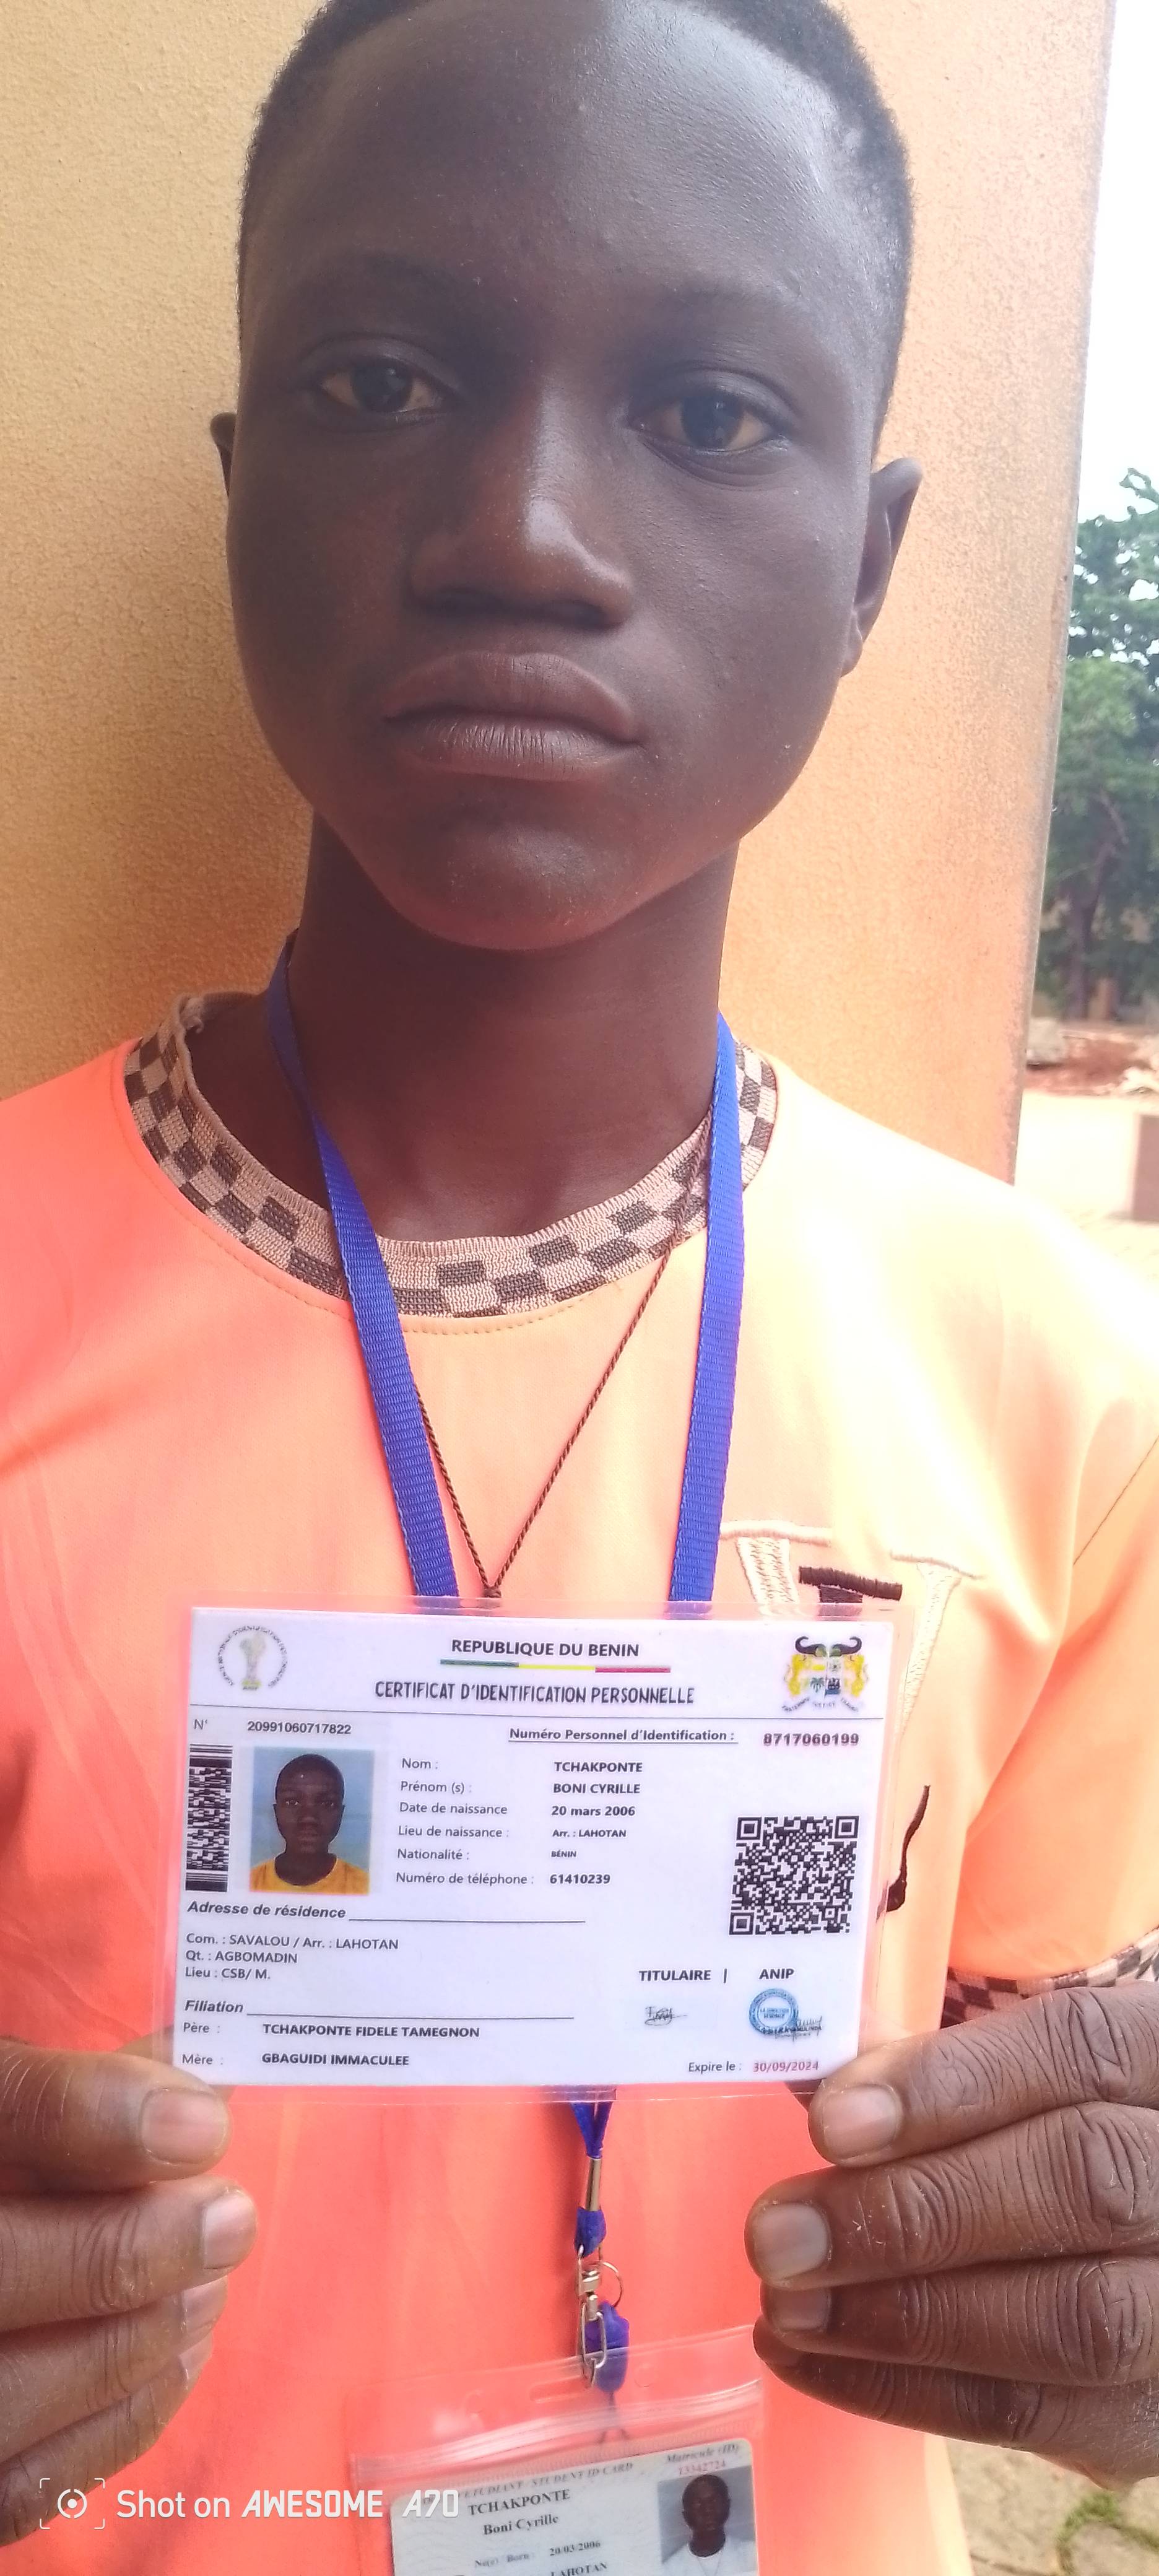 REPUBLIQUE DU BENIN
CERTIFICAT D'IDENTIFICATION PERSONNELLE
N° 20991060717822
Numéro Personnel d'Identification : 8717060199
Nom : TCHAKPONTE
Prénom (s) : BONI CYRILLE
Date de naissance 20 mars 2006
Lieu de naissance : Arr. : LAHOTAN
Nationalité : BÉNIN
Numéro de téléphone : 61410239
Adresse de résidence
Com. : SAVALOU / Arr. : LAHOTAN
Qt. : AGBOMADIN
Lieu : CSB/ M.
TITULAIRE | ANIP
Filiation
Père : TCHAKPONTE FIDELE TAMEGNON
Mère : GBAGUIDI IMMACULEE
Expire le : 30/09/2024
ETUDIANT / STUDENT ID CARD
Matricule (ID)
13342724
TCHAKPONTE
Boni Cyrille
Né(e) Born : 20/03/2006
LAHOTAN
Shot on AWESOME A70